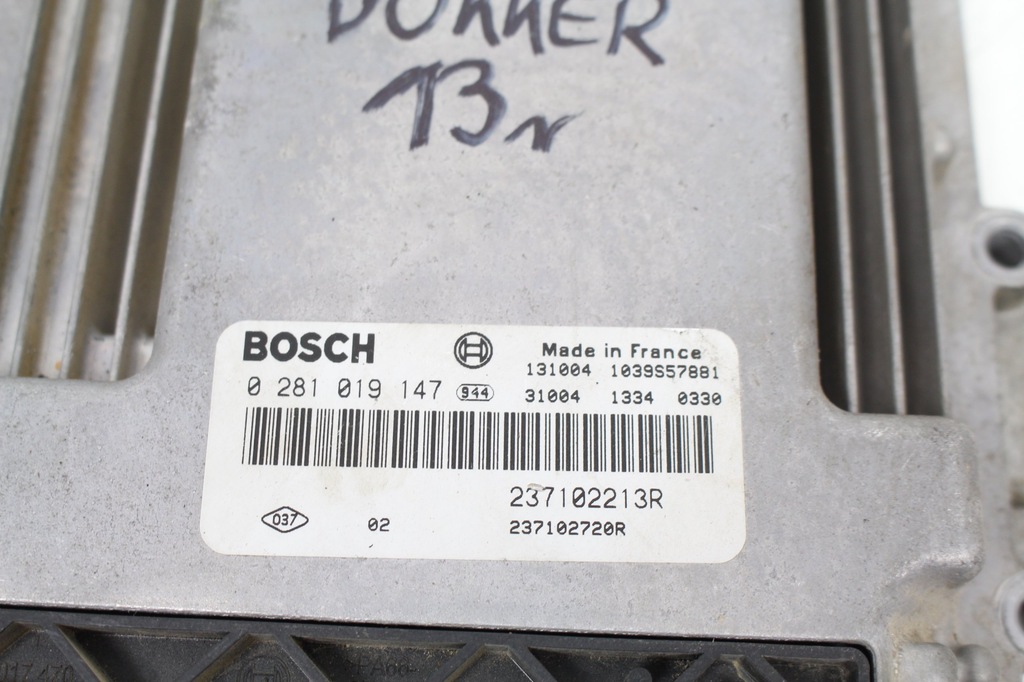 DOKKER
13r
BOSCH
Made in France
131004 1039S57881
0 281 019 147 944 31004 1334 0330
237102213R
037 02 237102720R